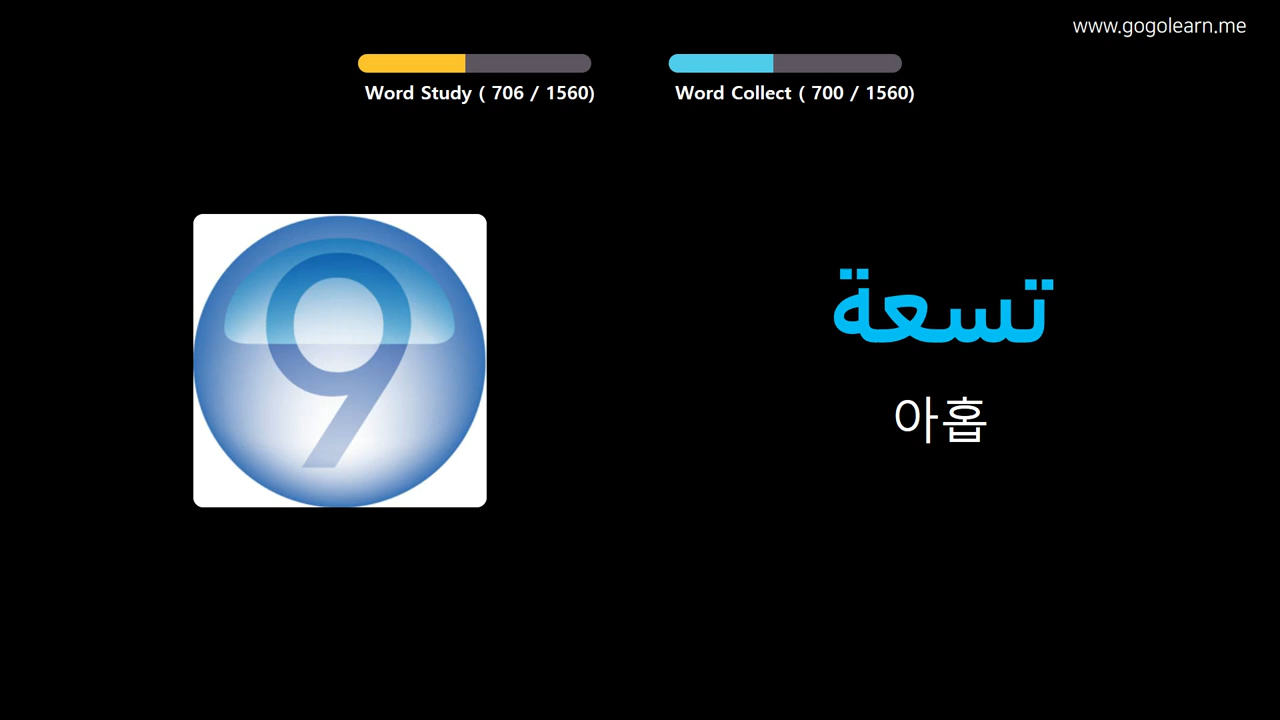 www.gogolearn.me
Word Study ( 706 / 1560)
Word Collect ( 700 / 1560)
9
تسعة
아홉